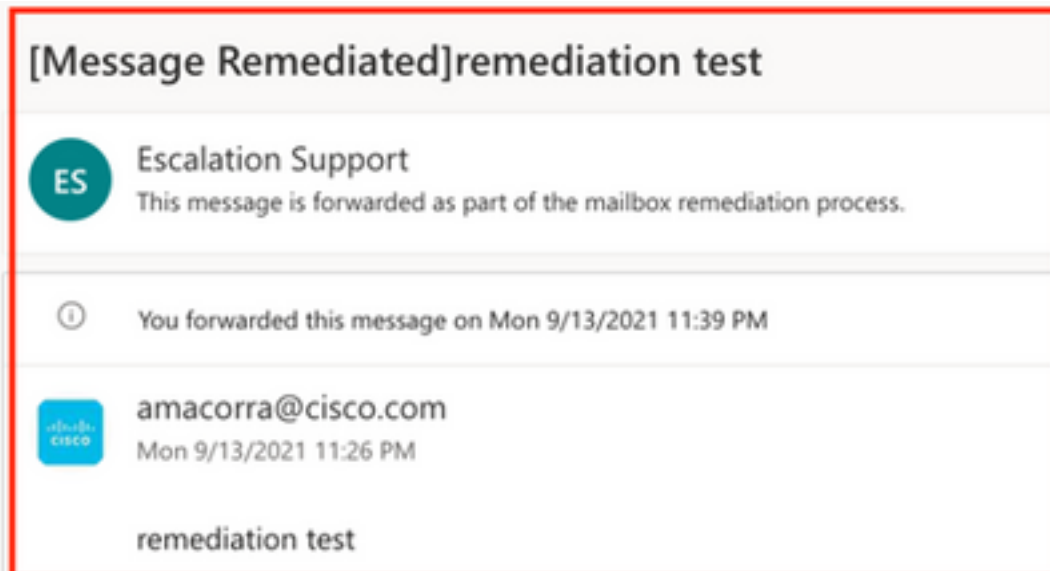 [Message Remediated]remediation test
ES
Escalation Support
This message is forwarded as part of the mailbox remediation process.
You forwarded this message on Mon 9/13/2021 11:39 PM
CISCO
amacorra@cisco.com
Mon 9/13/2021 11:26 PM
remediation test